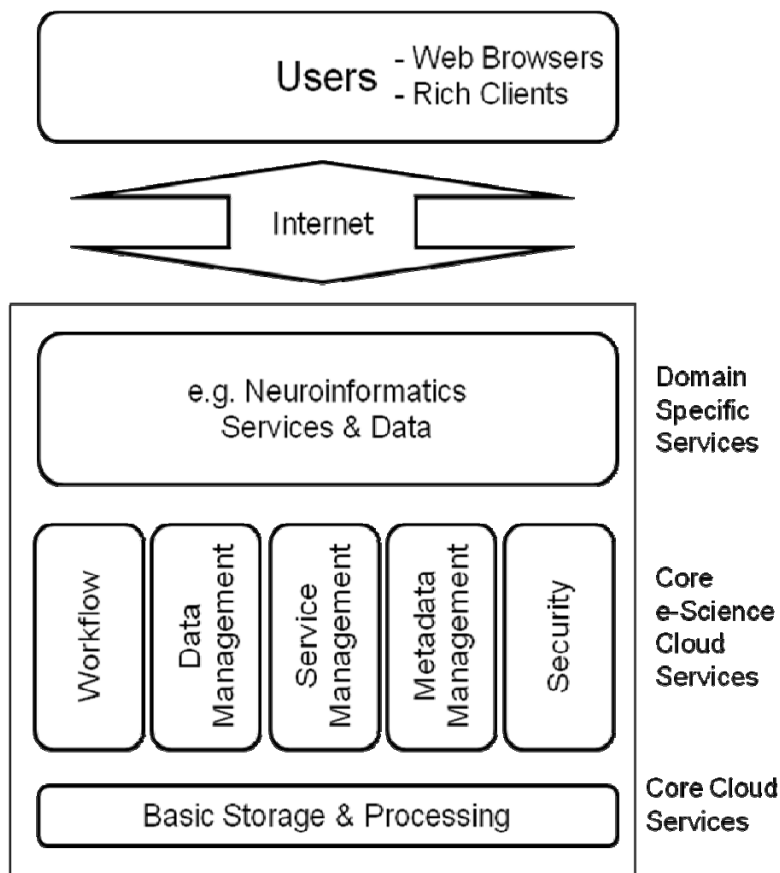 Users
- Web Browsers
- Rich Clients
Internet
e.g. Neuroinformatics
Services & Data
Domain
Specific
Services
Workflow
Data
Management
Service
Management
Metadata
Management
Security
Core
e-Science
Cloud
Services
Basic Storage & Processing
Core Cloud
Services